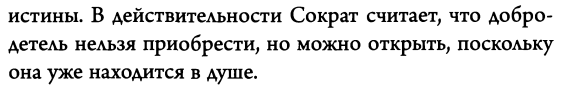 истины. В действительности Сократ считает, что добро-
детель нельзя приобрести, но можно открыть, поскольку
она уже находится в душе.